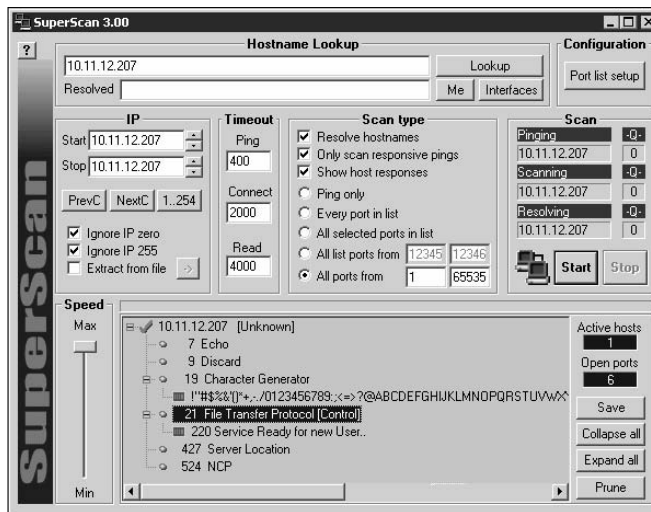 SuperScan 3.00
?
Hostname Lookup
10.11.12.207
Lookup
Resolved
Me
Interfaces
Configuration
Port list setup
IP
Start 10.11.12.207
Stop 10.11.12.207
PrevC
NextC
1..254
Ignore IP zero
Ignore IP 255
Extract from file
->
Timeout
Ping
400
Connect
2000
Read
4000
Scan type
Resolve hostnames
Only scan responsive pings
Show host responses
Ping only
Every port in list
All selected ports in list
All list ports from 12345 12346
All ports from 1 65535
Scan
Pinging -Q-
10.11.12.207 0
Scanning -Q-
10.11.12.207 0
Resolving -Q-
10.11.12.207 0
Start
Stop
SuperScan
Speed
Max
Min
10.11.12.207 [Unknown]
7 Echo
9 Discard
19 Character Generator
!"#$%&'()*+,-./0123456789:;<=>?@ABCDEFGHIJKLMNOPQRSTUVWX
21 File Transfer Protocol [Control]
220 Service Ready for new User..
427 Server Location
524 NCP
Active hosts
1
Open ports
6
Save
Collapse all
Expand all
Prune